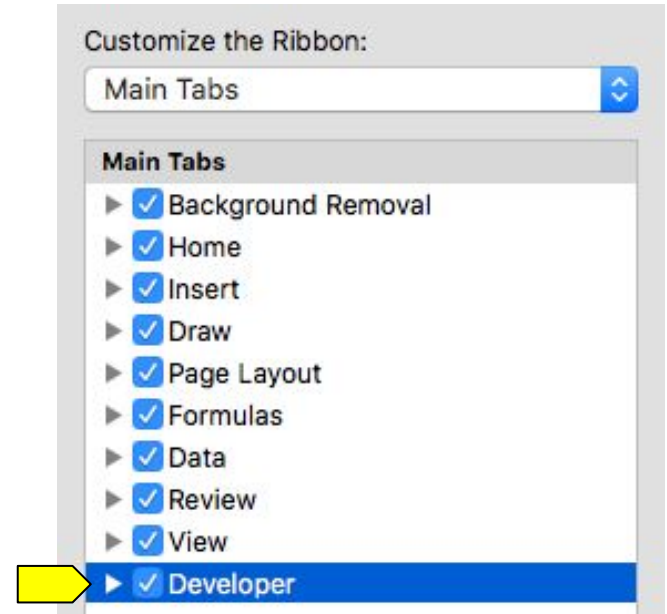 Customize the Ribbon:
Main Tabs
Main Tabs
Background Removal
Home
Insert
Draw
Page Layout
Formulas
Data
Review
View
Developer